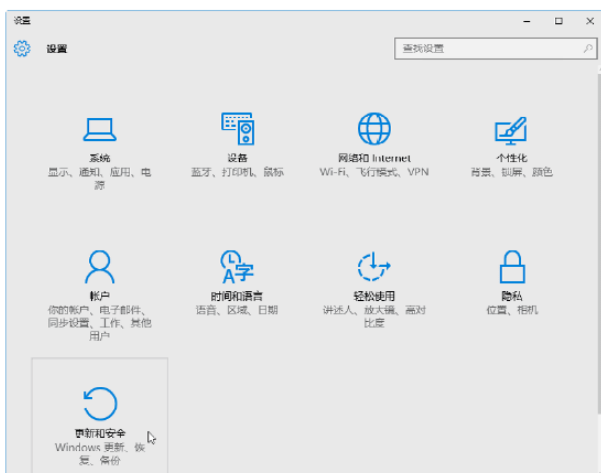 设置
设置
查找设置
系统
显示、通知、应用、电
源
设备
蓝牙、打印机、鼠标
网络和 Internet
Wi-Fi、飞行模式、VPN
个性化
背景、锁屏、颜色
帐户
你的帐户、电子邮件、
同步设置、工作、其他
用户
时间和语言
语音、区域、日期
轻松使用
讲述人、放大镜、高对
比度
隐私
位置、相机
更新和安全
Windows 更新、恢
复、备份